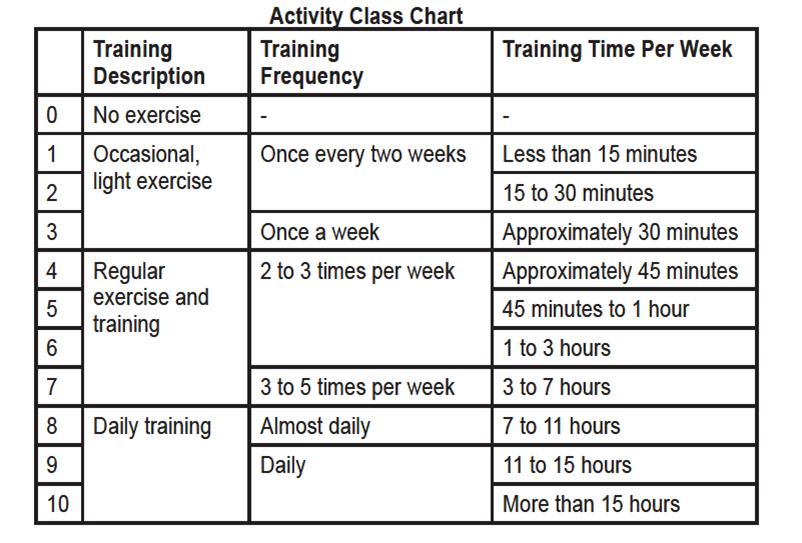 Activity Class Chart
Training Description Training Frequency Training Time Per Week
0 No exercise - -
1 Occasional, light exercise Once every two weeks Less than 15 minutes
2 15 to 30 minutes
3 Once a week Approximately 30 minutes
4 Regular exercise and training 2 to 3 times per week Approximately 45 minutes
5 45 minutes to 1 hour
6 1 to 3 hours
7 3 to 5 times per week 3 to 7 hours
8 Daily training Almost daily 7 to 11 hours
9 Daily 11 to 15 hours
10 More than 15 hours